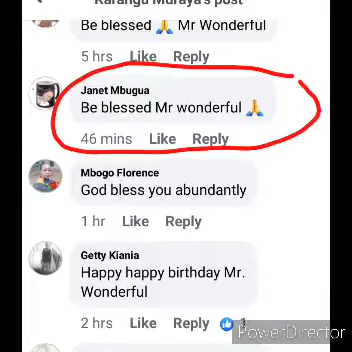 Karangu Muraya's post
Be blessed 🙏 Mr Wonderful
5 hrs Like Reply
Janet Mbugua
Be blessed Mr wonderful 🙏
46 mins Like Reply
Mbogo Florence
God bless you abundantly
1 hr Like Reply
Getty Kiania
Happy happy birthday Mr.
Wonderful
2 hrs Like Reply 1
PowerDirector